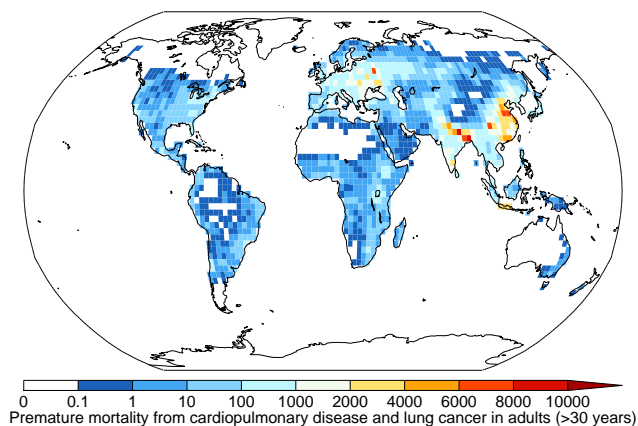 0 0.1 1 10 100 1000 2000 4000 6000 8000 10000
Premature mortality from cardiopulmonary disease and lung cancer in adults (>30 years)